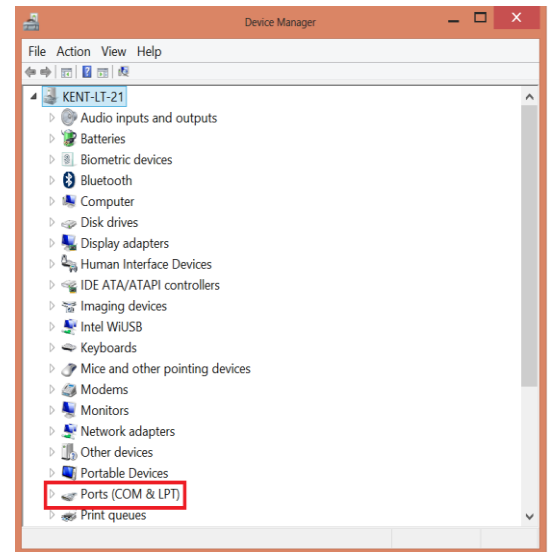 Device Manager
File Action View Help
KENT-LT-21
Audio inputs and outputs
Batteries
Biometric devices
Bluetooth
Computer
Disk drives
Display adapters
Human Interface Devices
IDE ATA/ATAPI controllers
Imaging devices
Intel WiUSB
Keyboards
Mice and other pointing devices
Modems
Monitors
Network adapters
Other devices
Portable Devices
Ports (COM & LPT)
Print queues